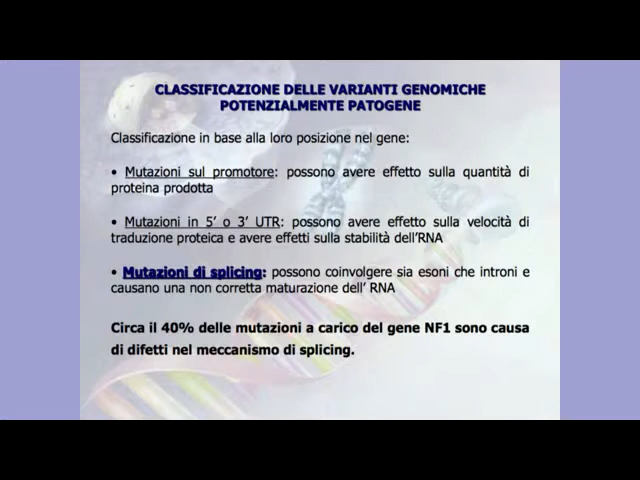 CLASSIFICAZIONE DELLE VARIANTI GENOMICHE
POTENZIALMENTE PATOGENE
Classificazione in base alla loro posizione nel gene:
• Mutazioni sul promotore: possono avere effetto sulla quantità di
proteina prodotta
• Mutazioni in 5’ o 3’ UTR: possono avere effetto sulla velocità di
traduzione proteica e avere effetti sulla stabilità dell’RNA
• Mutazioni di splicing: possono coinvolgere sia esoni che introni e
causano una non corretta maturazione dell’ RNA
Circa il 40% delle mutazioni a carico del gene NF1 sono causa
di difetti nel meccanismo di splicing.